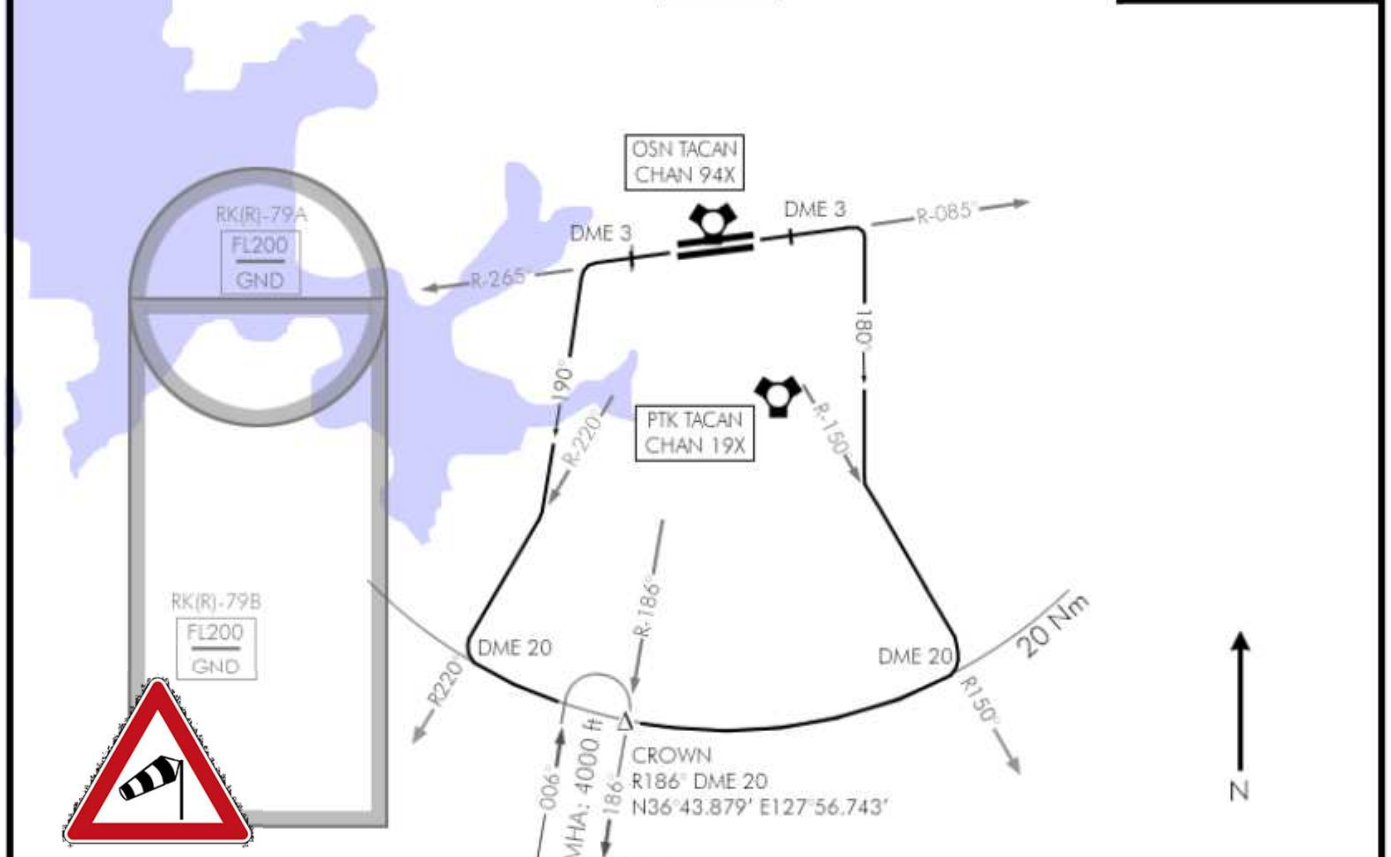 OSN TACAN
CHAN 94X
RK(R)-79A
FL200
GND
DME 3
DME 3
R-085°
R-265°
180°
190°
R-220°
PTK TACAN
CHAN 19X
R-150°
R-186°
RK(R)-79B
FL200
GND
DME 20
DME 20
20 Nm
R220°
R150°
CROWN
R186° DME 20
N36°43.879' E127°56.743'
006°
MHA: 4000 ft
186°
N